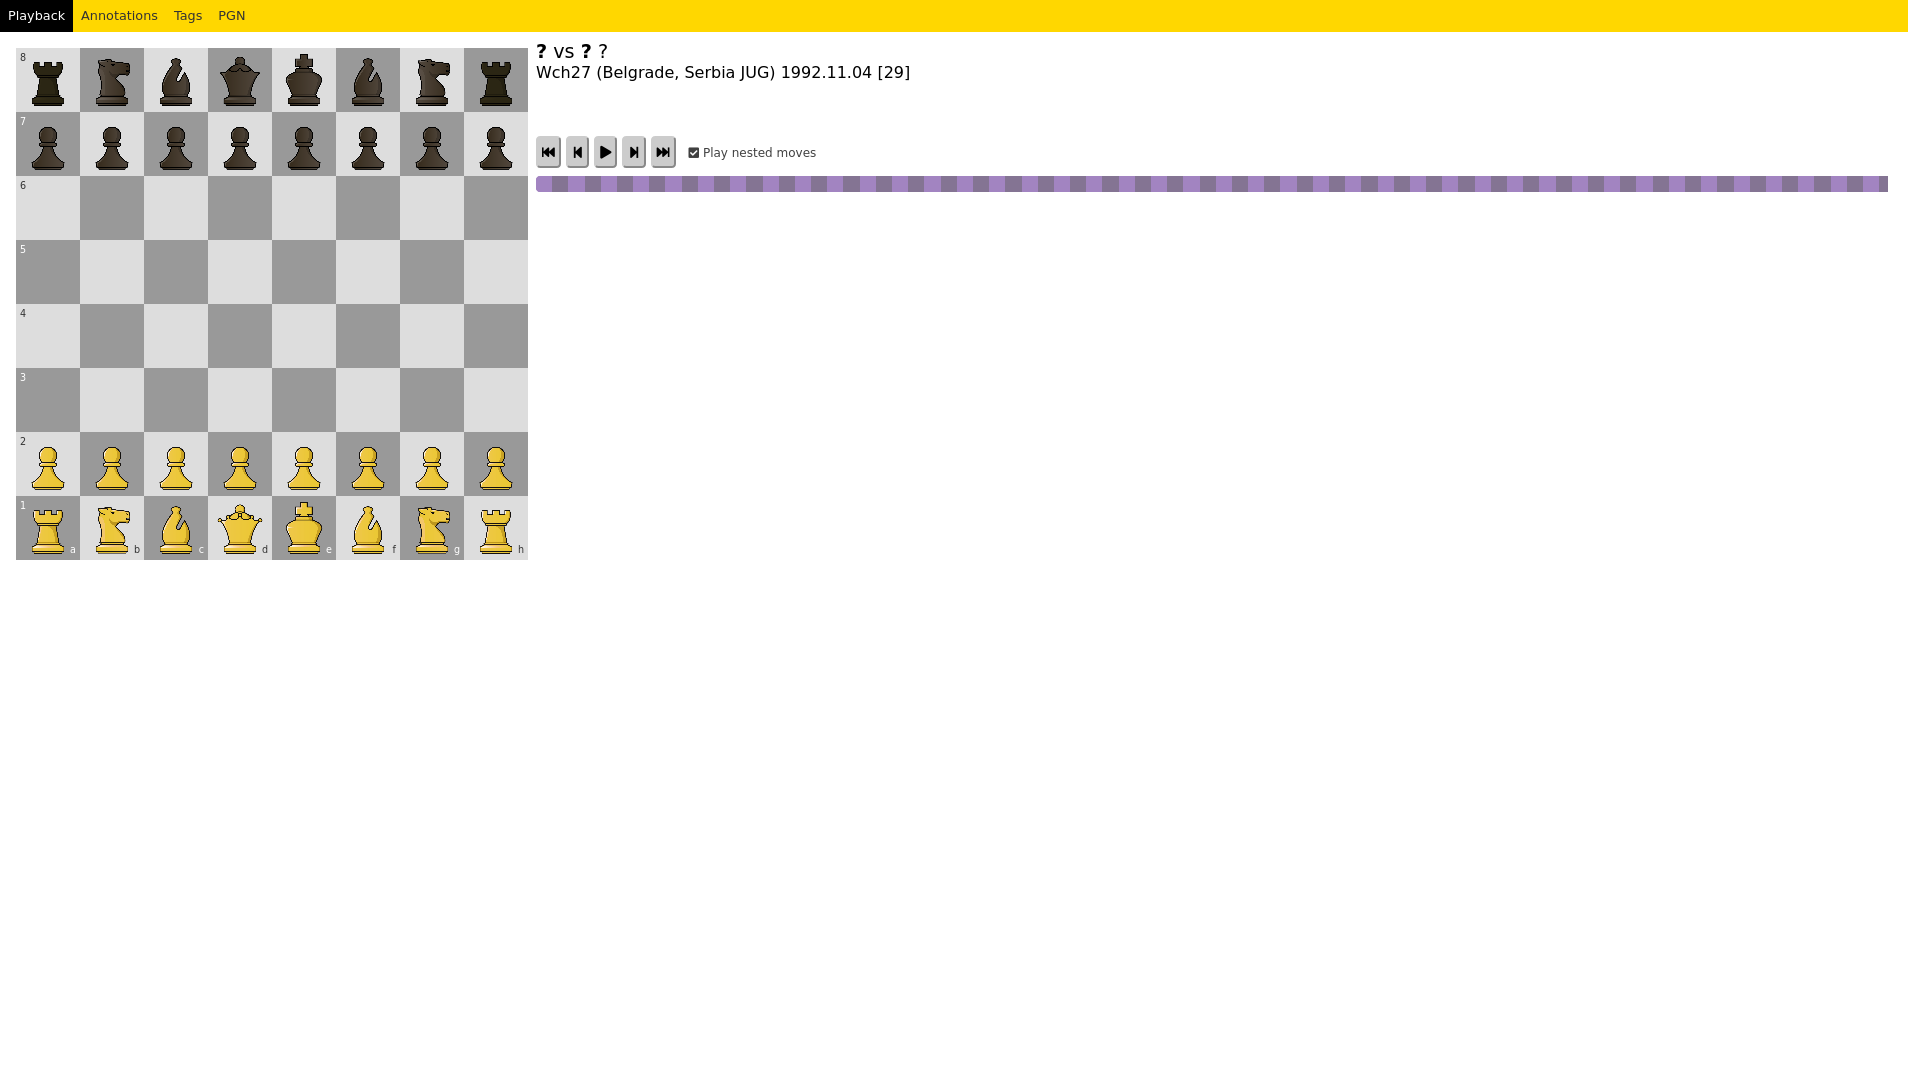 Playback Annotations Tags PGN
? vs ? ?
Wch27 (Belgrade, Serbia JUG) 1992.11.04 [29]
Play nested moves
8
7
6
5
4
3
2
1
a b c d e f g h